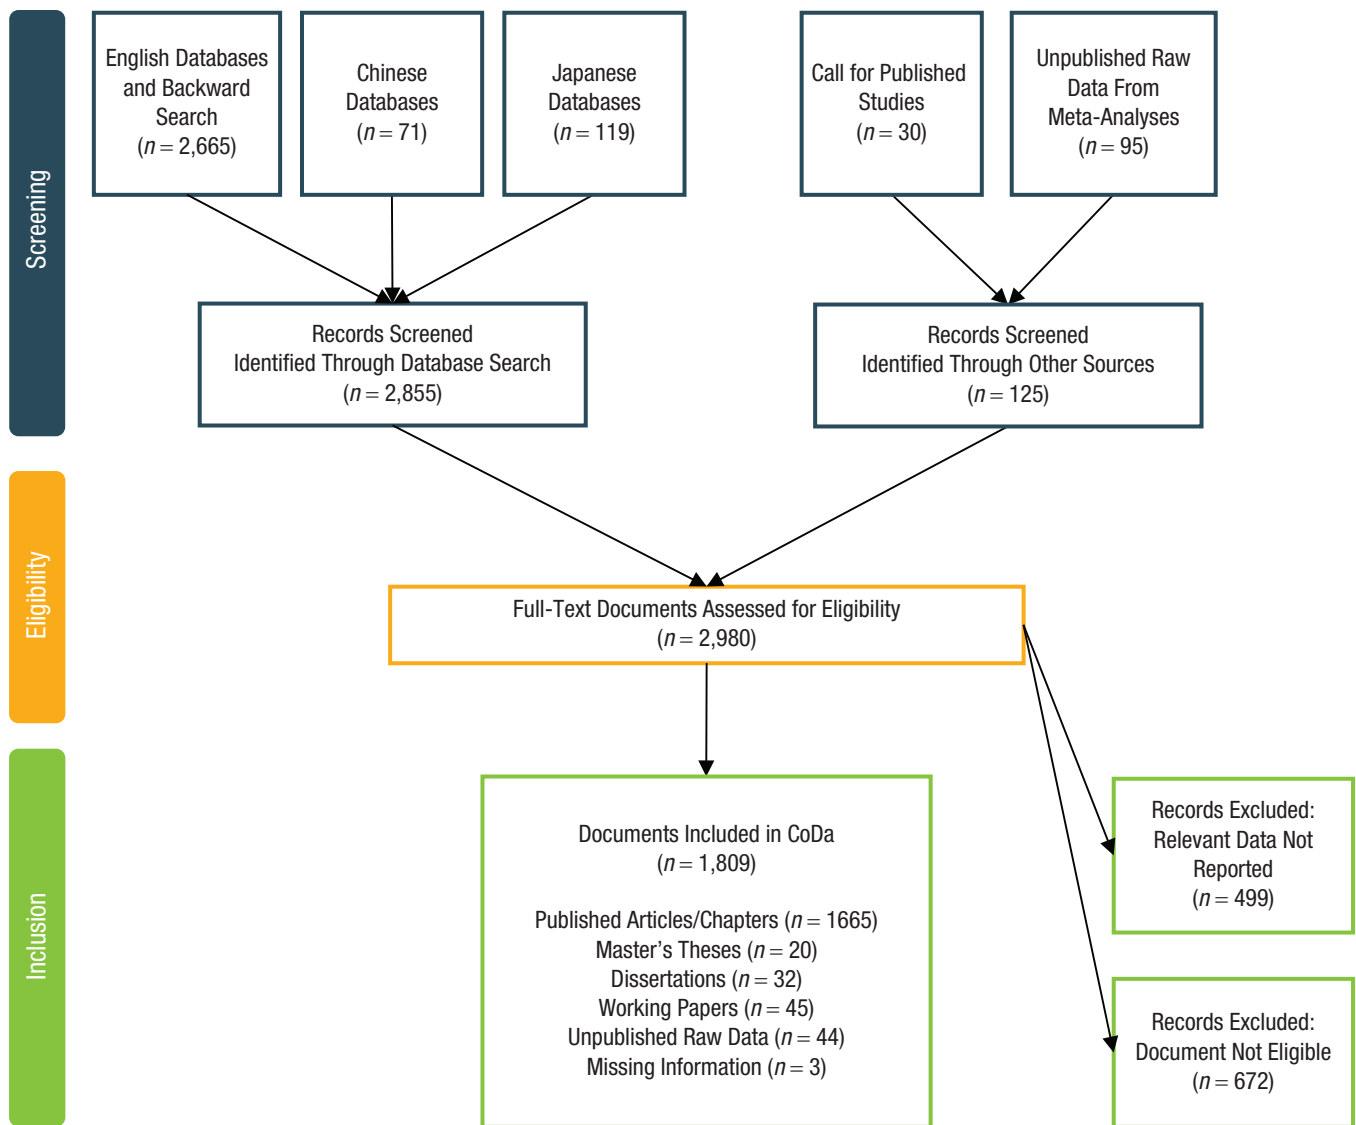 Screening
English Databases
and Backward
Search
(n = 2,665)
Chinese
Databases
(n = 71)
Japanese
Databases
(n = 119)
Call for Published
Studies
(n = 30)
Unpublished Raw
Data From
Meta-Analyses
(n = 95)
Records Screened
Identified Through Database Search
(n = 2,855)
Records Screened
Identified Through Other Sources
(n = 125)
Eligibility
Full-Text Documents Assessed for Eligibility
(n = 2,980)
Inclusion
Documents Included in CoDa
(n = 1,809)
Published Articles/Chapters (n = 1665)
Master’s Theses (n = 20)
Dissertations (n = 32)
Working Papers (n = 45)
Unpublished Raw Data (n = 44)
Missing Information (n = 3)
Records Excluded:
Relevant Data Not
Reported
(n = 499)
Records Excluded:
Document Not Eligible
(n = 672)